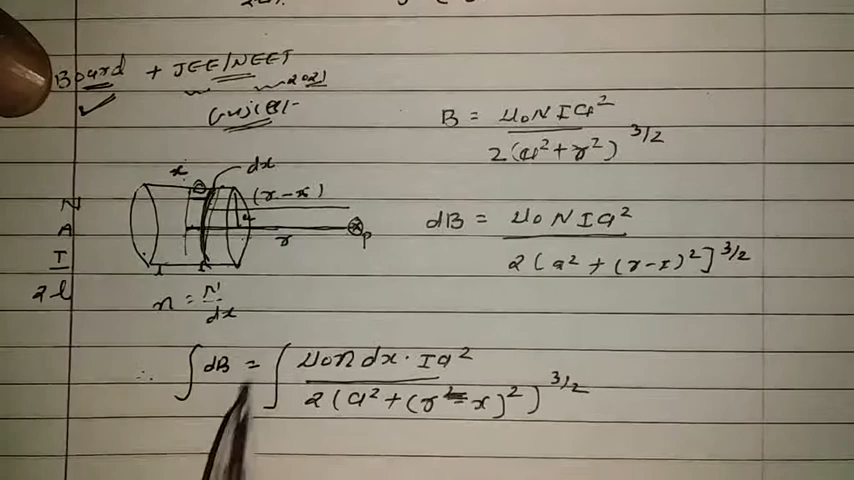 Board + JEE/NEET
2021
B = μ₀NIa² / 2(a²+r²)^3/2
x dx
(r-x)
a
r
P
dB = μ₀NIa² / 2[a²+(r-I)²]^3/2
N
A
I
2l
n = N/dx
∴ ∫dB = ∫ μ₀n dx · Ia² / 2(a²+(r-x)²)^3/2